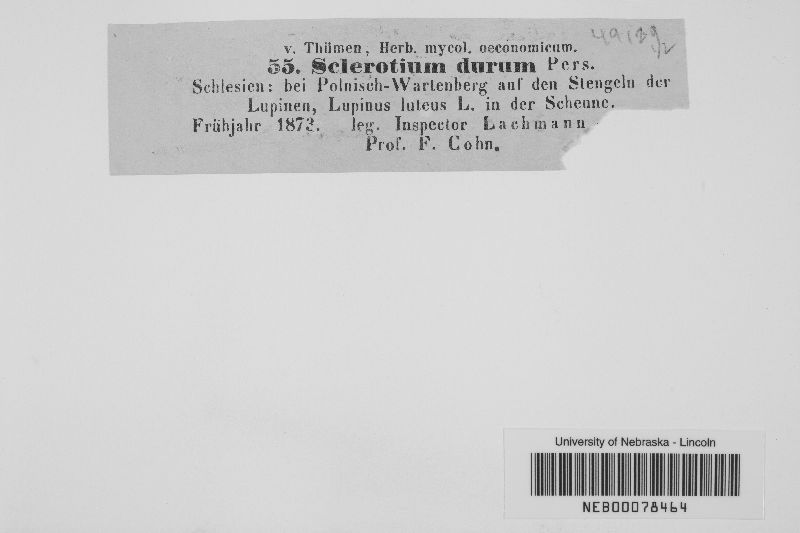 v. Thümen, Herb. mycol. oeconomicum.
55. Sclerotium durum Pers.
Schlesien: bei Polnisch-Wartenberg auf den Stengeln der
Lupinen, Lupinus luteus L. in der Scheune.
Frühjahr 1873. leg. Inspector Lachmann
Prof. F. Cohn.
University of Nebraska - Lincoln
NEB00078464